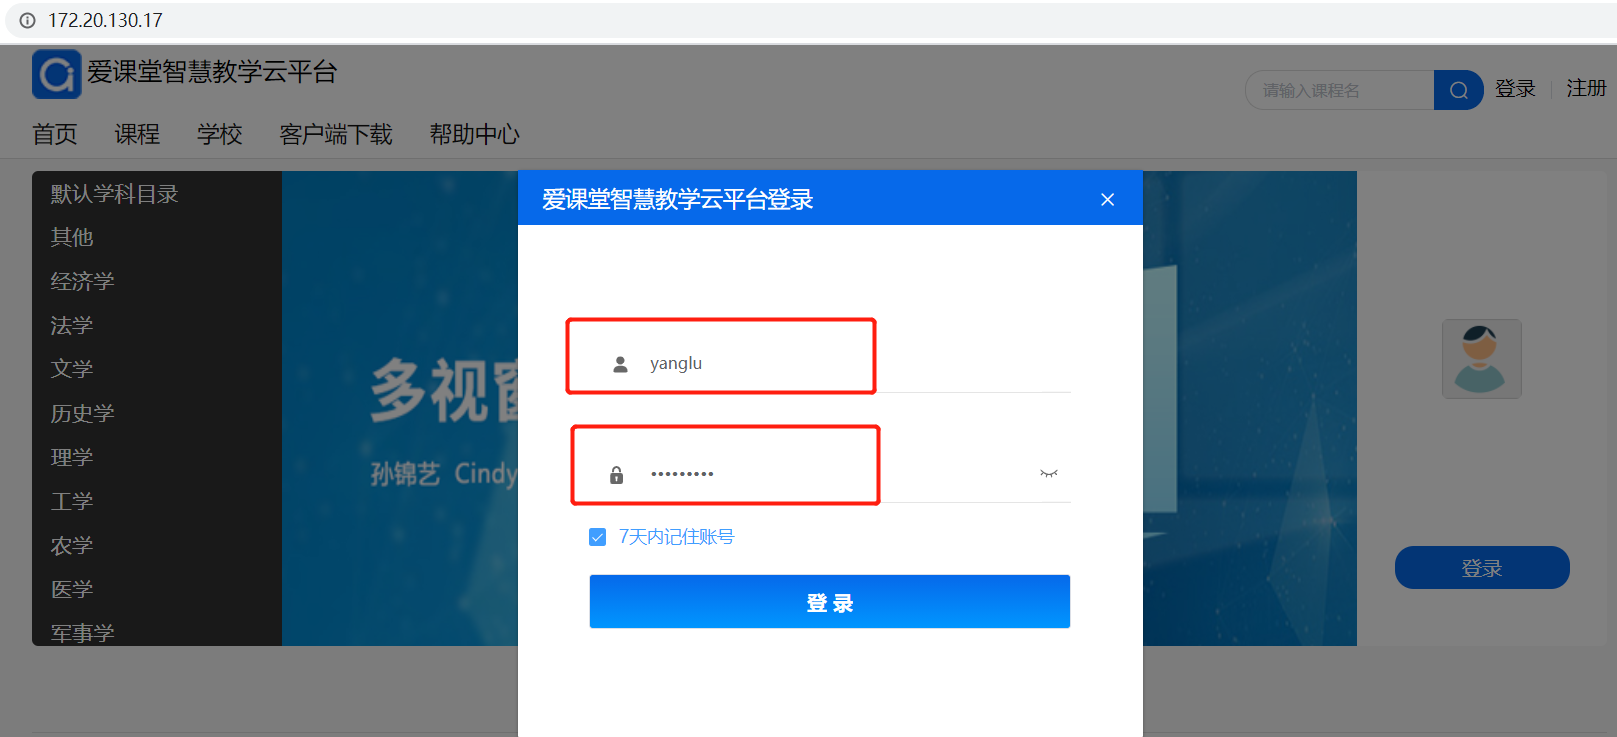 172.20.130.17
爱课堂智慧教学云平台
请输入课程名
登录
注册
首页
课程
学校
客户端下载
帮助中心
默认学科目录
其他
经济学
法学
文学
历史学
理学
工学
农学
医学
军事学
多视窗
孙锦艺 Cindy
爱课堂智慧教学云平台登录
yanglu
•••••••••
7天内记住账号
登 录
登录